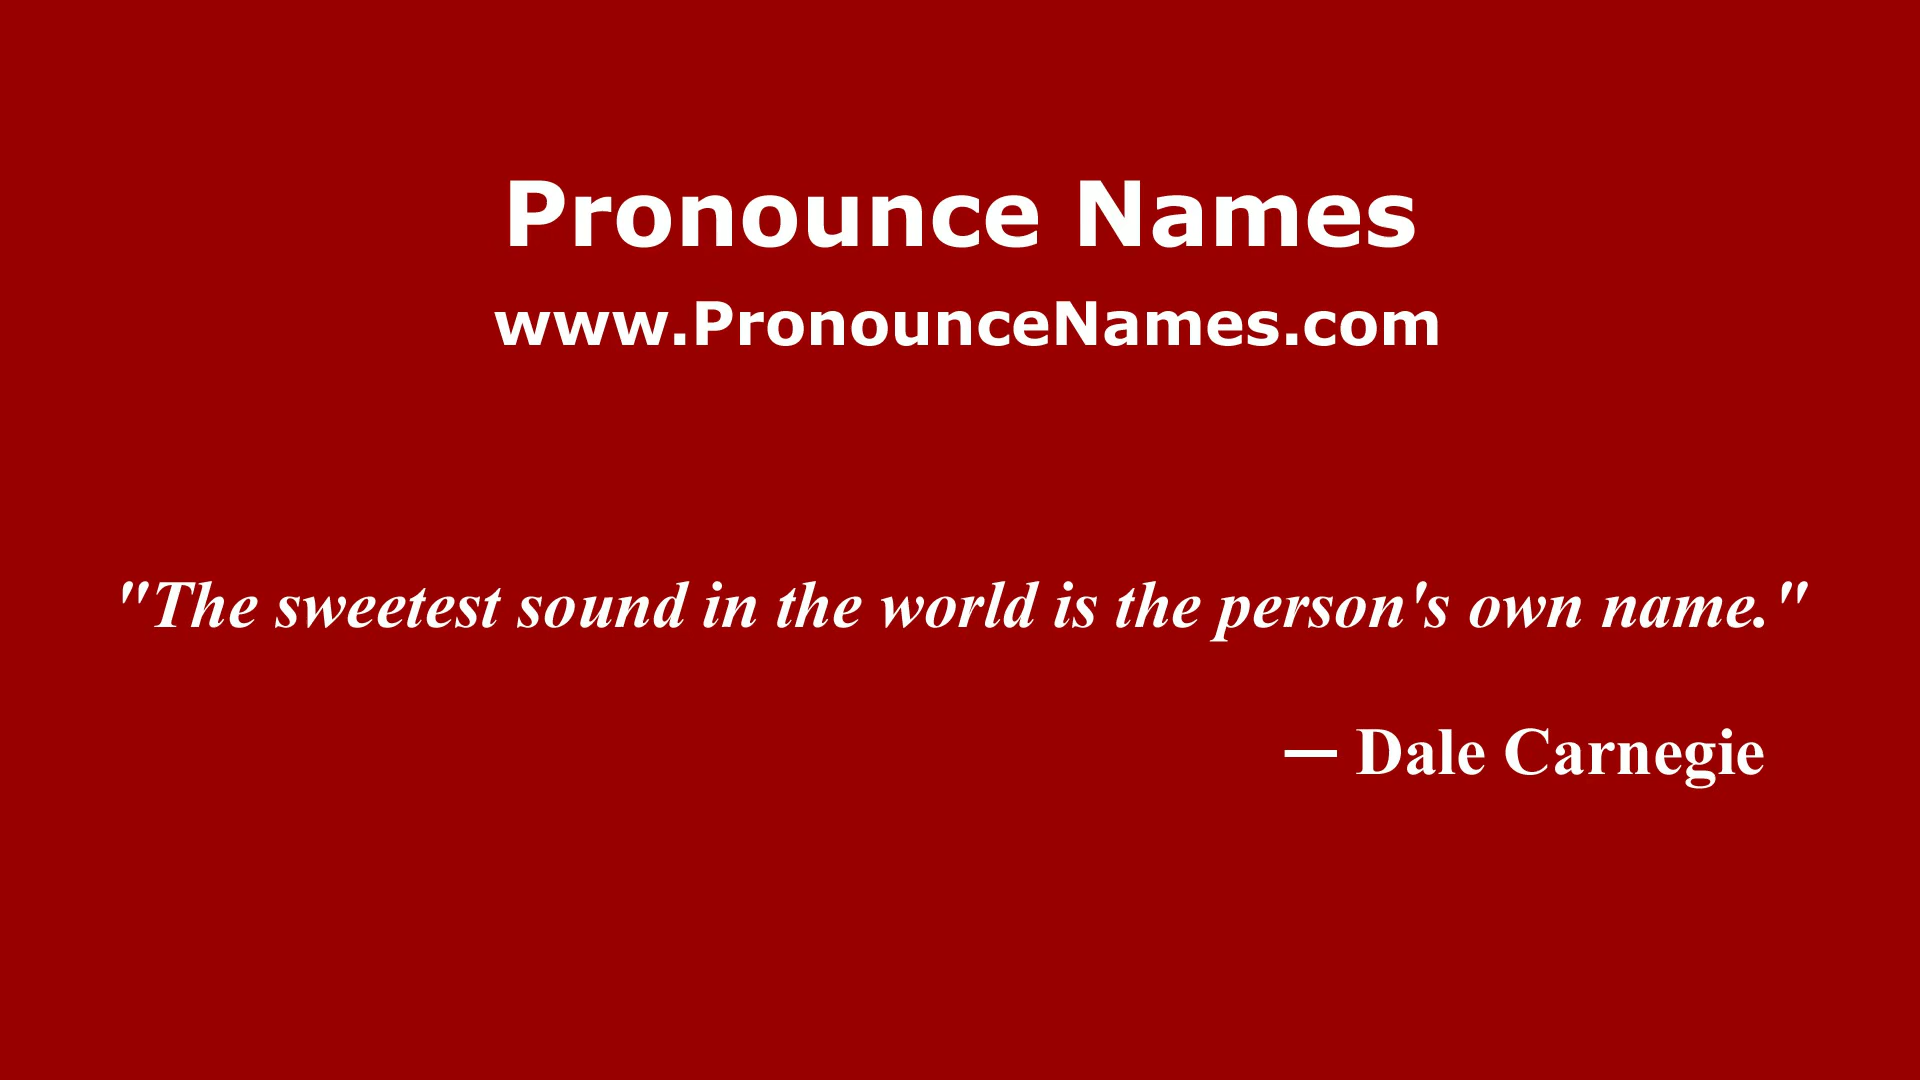 Pronounce Names
www.PronounceNames.com
"The sweetest sound in the world is the person's own name."
— Dale Carnegie